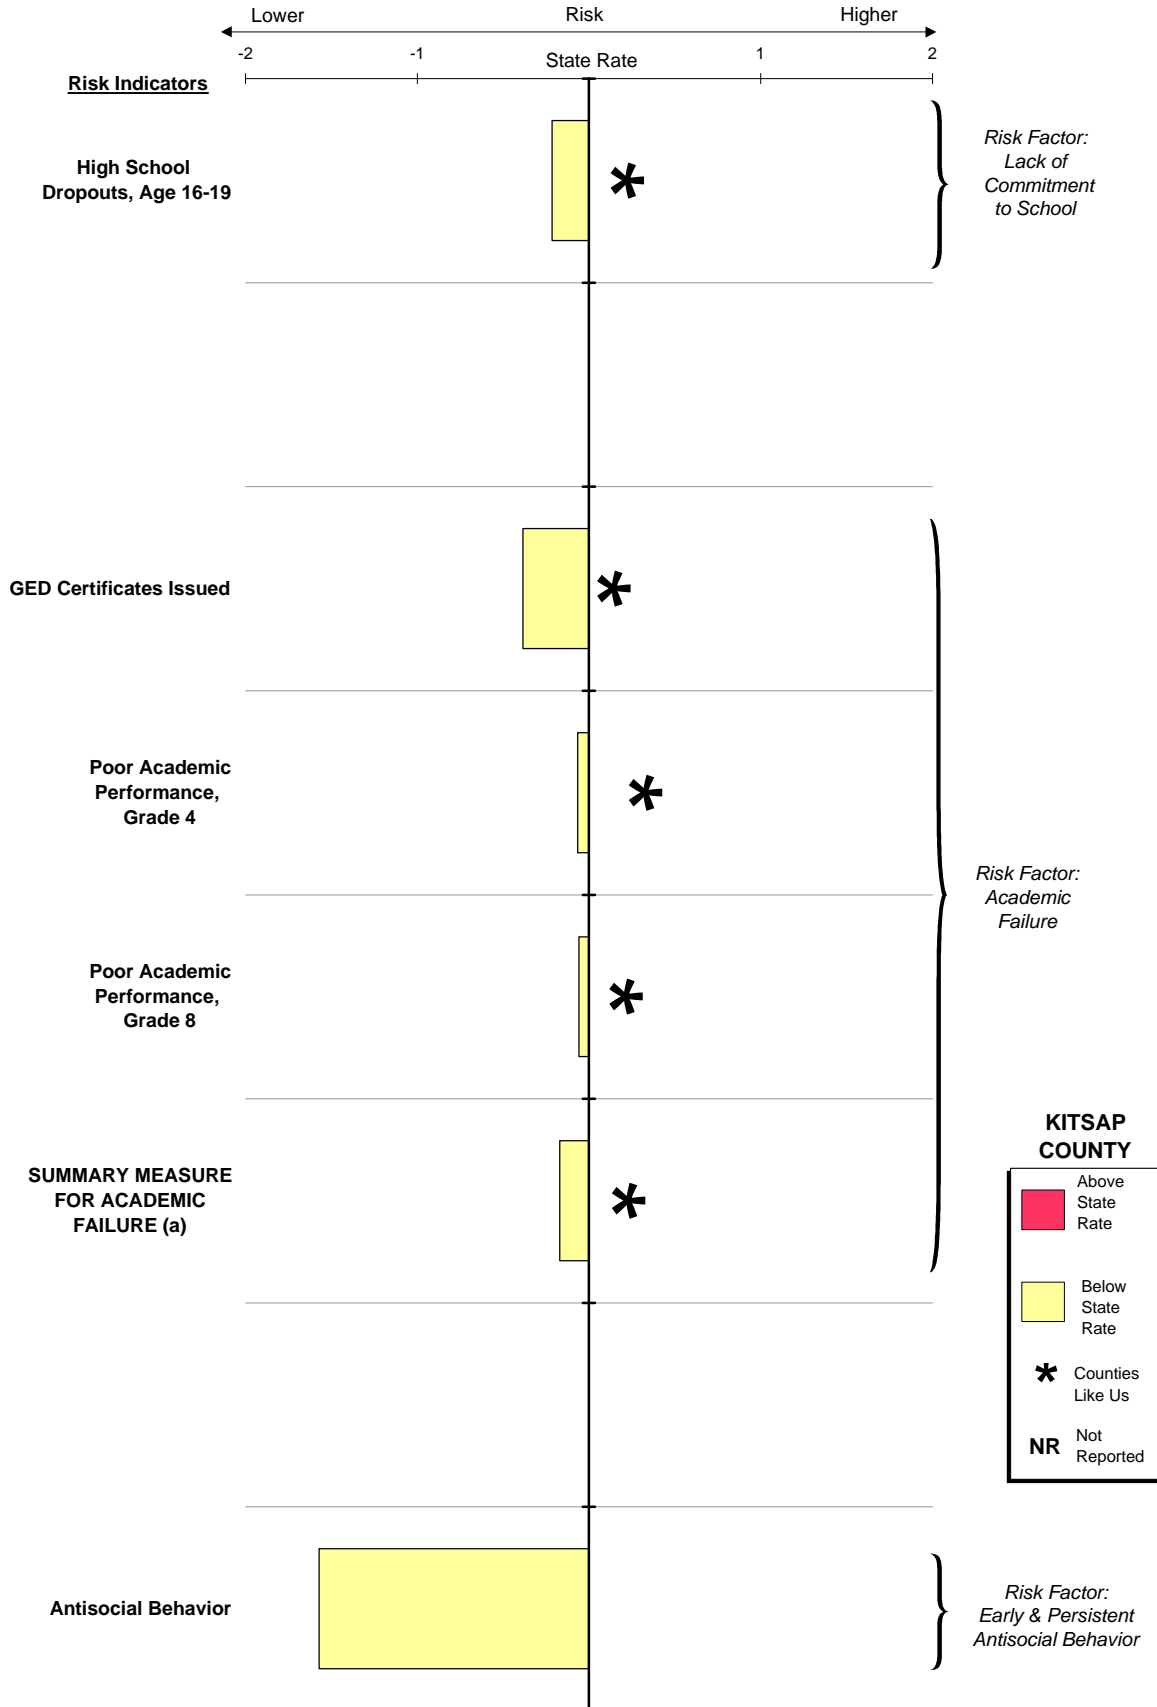 Lower Risk Higher
-2 -1 State Rate 1 2
Risk Indicators
High School
Dropouts, Age 16-19
*
Risk Factor:
Lack of
Commitment
to School
GED Certificates Issued
*
Poor Academic
Performance,
Grade 4
*
Risk Factor:
Academic
Failure
Poor Academic
Performance,
Grade 8
*
SUMMARY MEASURE
FOR ACADEMIC
FAILURE (a)
*
KITSAP
COUNTY
Above
State
Rate
Below
State
Rate
* Counties
Like Us
NR Not
Reported
Antisocial Behavior
Risk Factor:
Early & Persistent
Antisocial Behavior